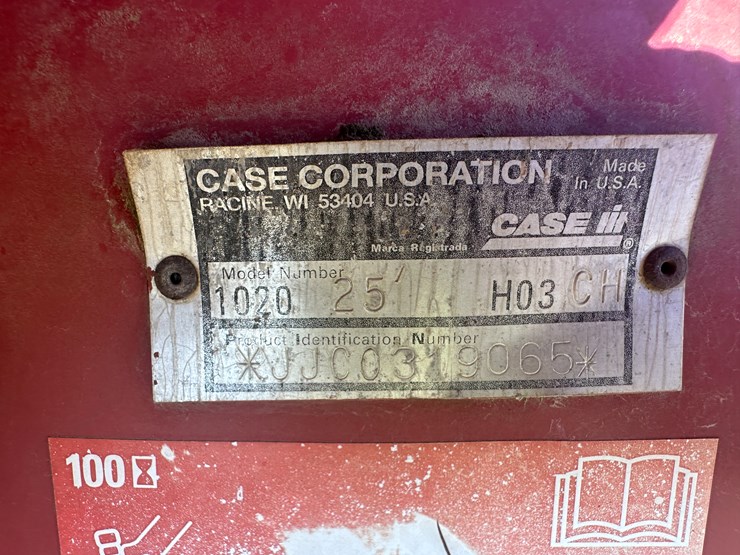 CASE CORPORATION
Made
In U.S.A.
RACINE WI 53404 U.S.A.
CASE IH
®
Marca Registrada
Model Number
1020 25' H03 CH
Product Identification Number
*JJC0319065*
100